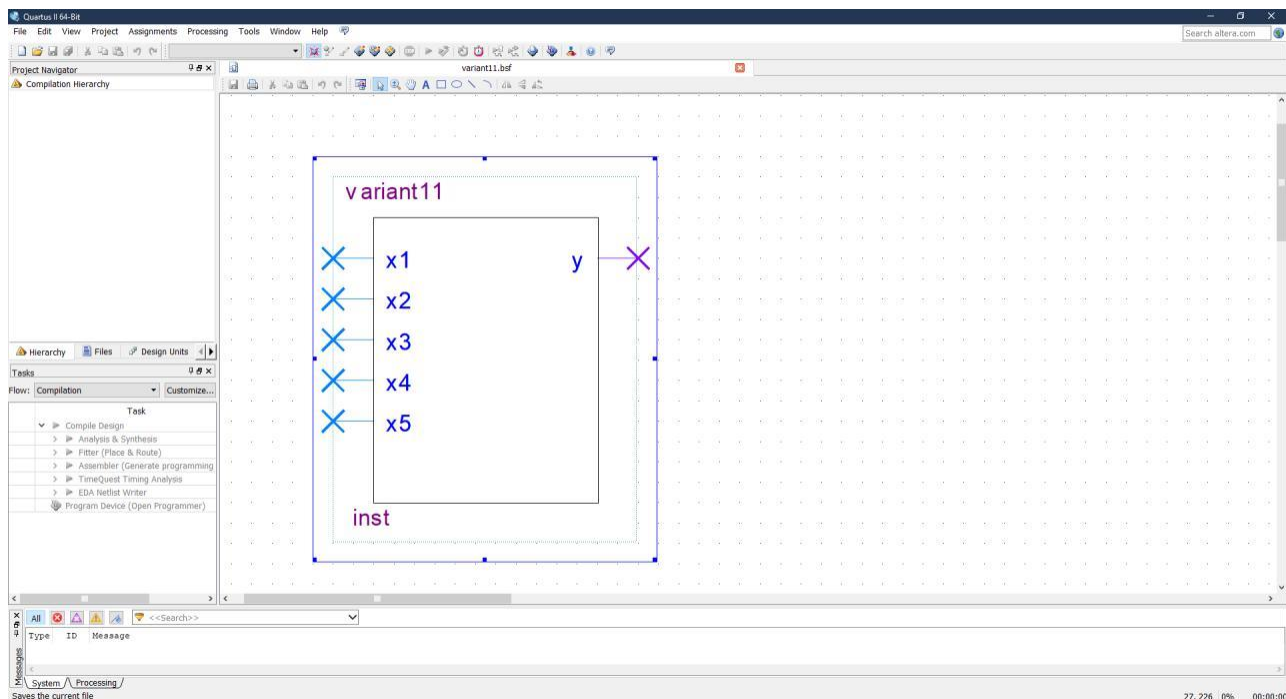 Quartus II 64-Bit
File Edit View Project Assignments Processing Tools Window Help
Search altera.com
Project Navigator
variant11.bsf
Compilation Hierarchy
variant11
x1
y
x2
x3
x4
x5
inst
Hierarchy Files Design Units
Tasks
Flow: Compilation Customize...
Task
Compile Design
Analysis & Synthesis
Fitter (Place & Route)
Assembler (Generate programming
TimeQuest Timing Analysis
EDA Netlist Writer
Program Device (Open Programmer)
All <<Search>>
Type ID Message
Messages
System Processing
Saves the current file
27, 226 0% 00:00:00